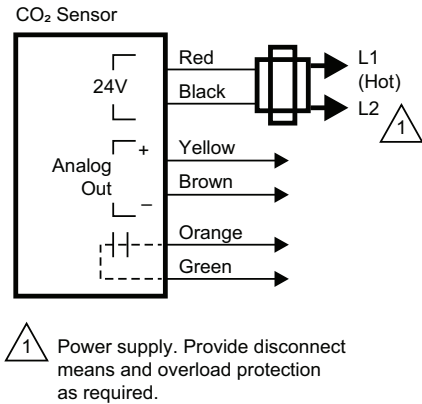 CO₂ Sensor
Red
L1
(Hot)
24V
Black
L2
1
+
Yellow
Analog
Out
Brown
–
Orange
Green
1 Power supply. Provide disconnect
means and overload protection
as required.